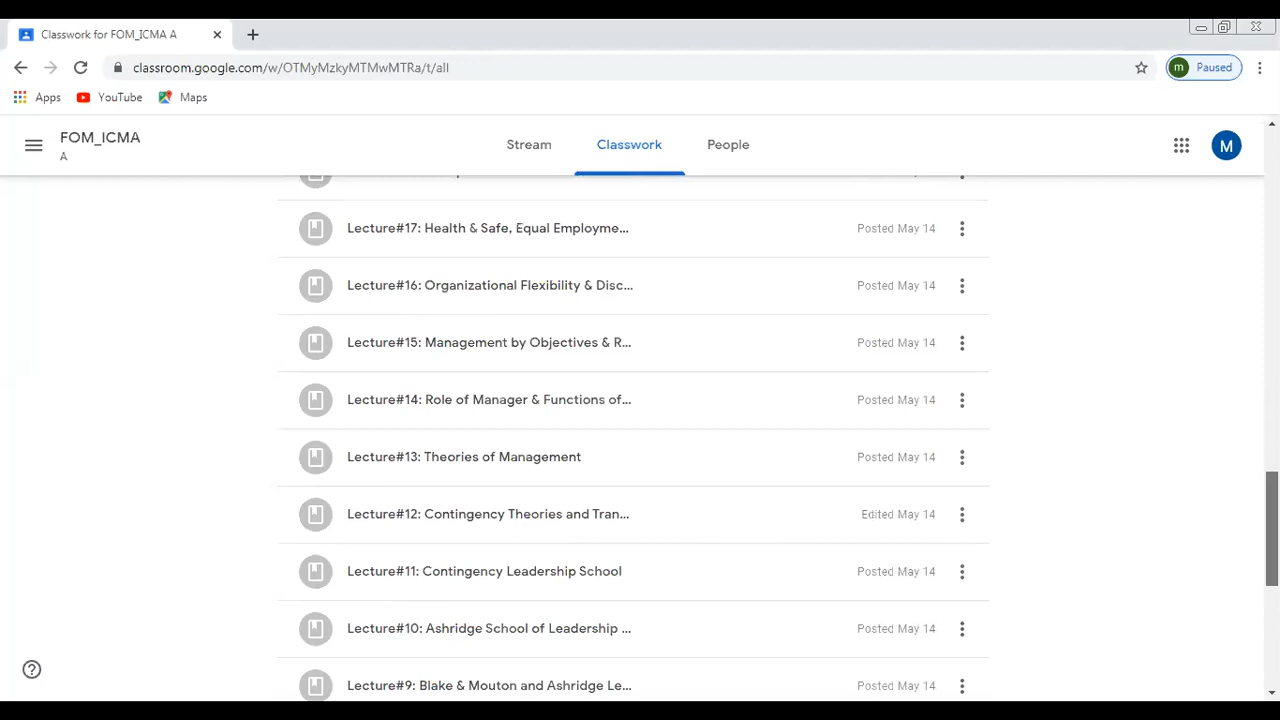 Classwork for FOM_ICMA A
classroom.google.com/w/OTMyMzkyMTMwMTRa/t/all
m Paused
Apps YouTube Maps
FOM_ICMA
A
Stream Classwork People
M
Lecture#17: Health & Safe, Equal Employme... Posted May 14
Lecture#16: Organizational Flexibility & Disc... Posted May 14
Lecture#15: Management by Objectives & R... Posted May 14
Lecture#14: Role of Manager & Functions of... Posted May 14
Lecture#13: Theories of Management Posted May 14
Lecture#12: Contingency Theories and Tran... Edited May 14
Lecture#11: Contingency Leadership School Posted May 14
Lecture#10: Ashridge School of Leadership ... Posted May 14
Lecture#9: Blake & Mouton and Ashridge Le... Posted May 14